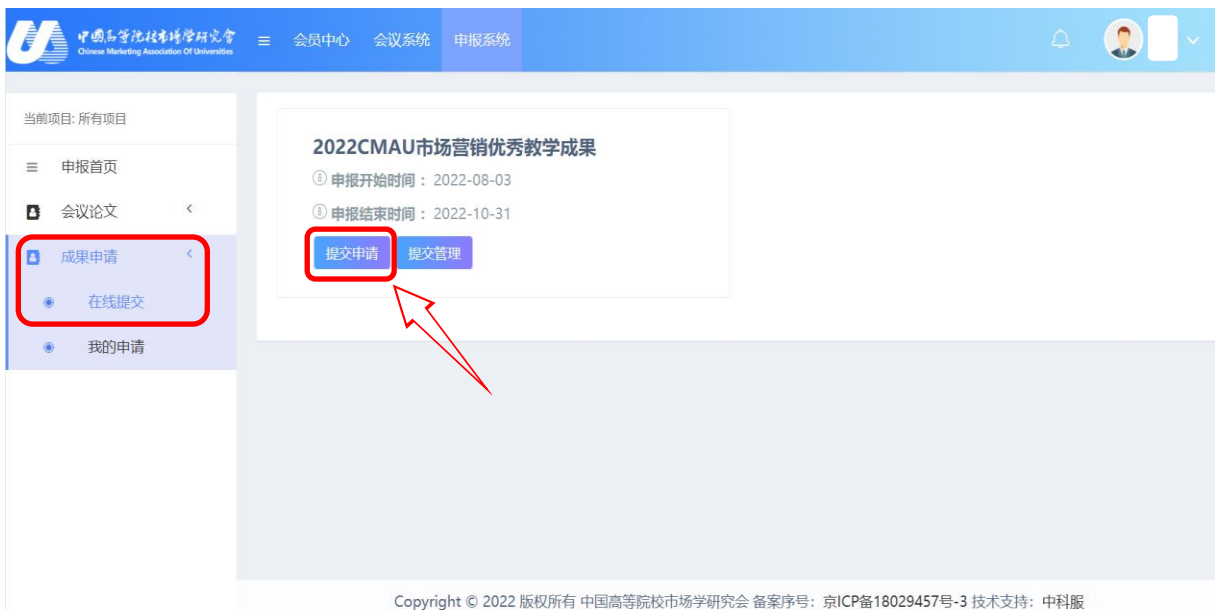 中国高等院校市场学研究会
Chinese Marketing Association Of Universities
会员中心 会议系统 申报系统
当前项目: 所有项目
申报首页
会议论文
成果申请
在线提交
我的申请
2022CMAU市场营销优秀教学成果
申报开始时间： 2022-08-03
申报结束时间： 2022-10-31
提交申请 提交管理
Copyright © 2022 版权所有 中国高等院校市场学研究会 备案序号：京ICP备18029457号-3 技术支持：中科服